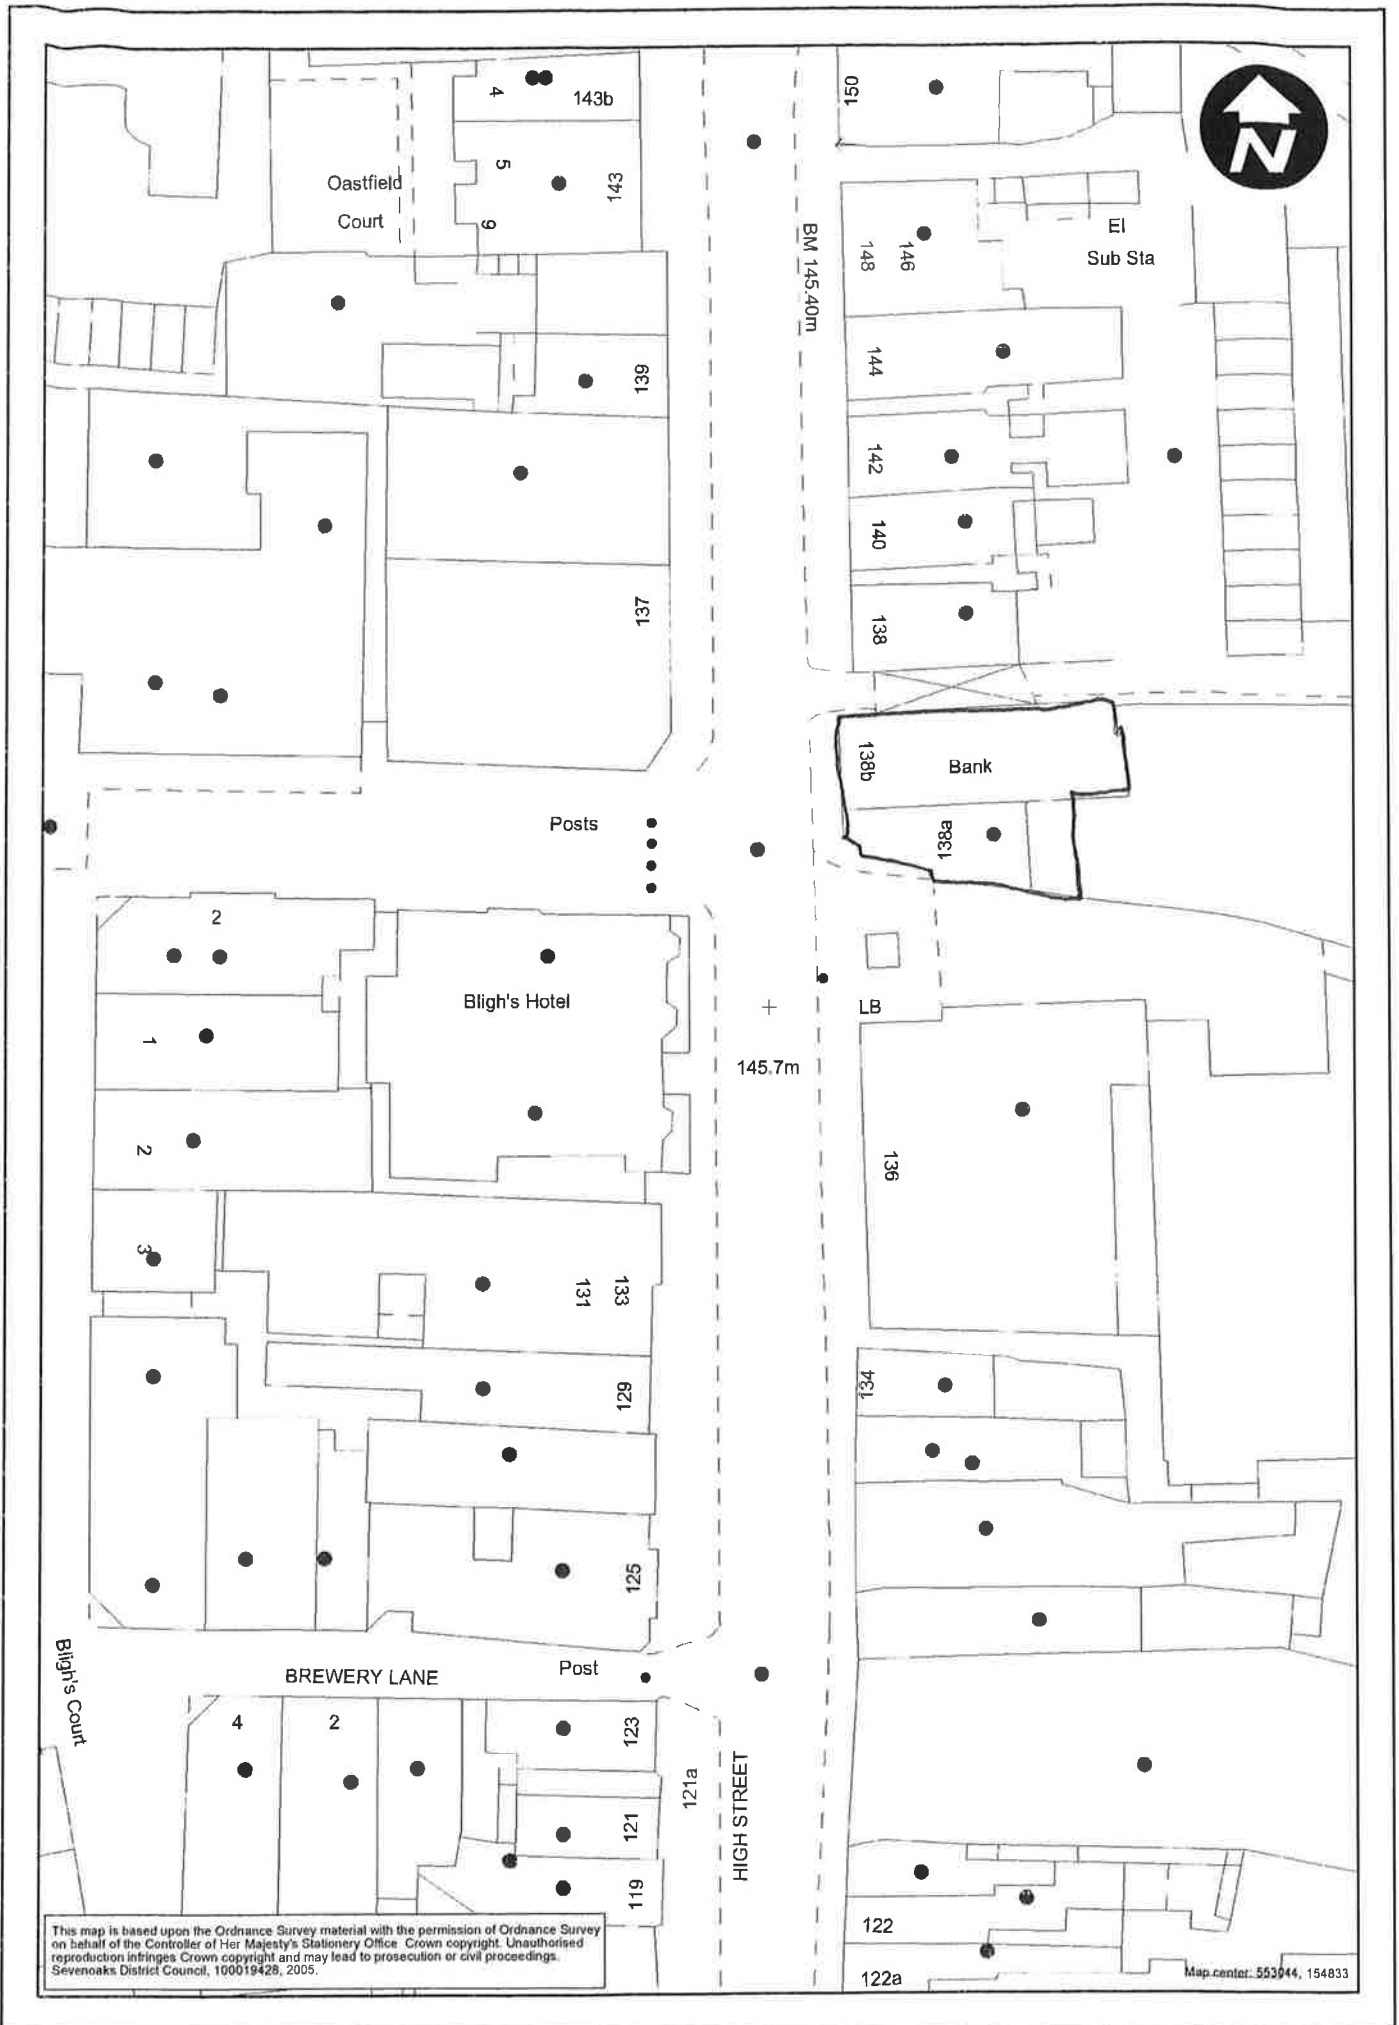 4
143b
150
5
143
Oastfield
Court
6
N
El
Sub Sta
BM 145.40m
148
146
144
139
142
140
137
138
138b
Bank
138a
Posts
2
Bligh's Hotel
LB
1
145.7m
2
136
3
131
133
129
134
125
Bligh's Court
BREWERY LANE
Post
4
2
123
121a
HIGH STREET
121
119
122
122a
This map is based upon the Ordnance Survey material with the permission of Ordnance Survey
on behalf of the Controller of Her Majesty's Stationery Office Crown copyright. Unauthorised
reproduction infringes Crown copyright and may lead to prosecution or civil proceedings.
Sevenoaks District Council, 100019428, 2005.
Map center: 553044, 154833